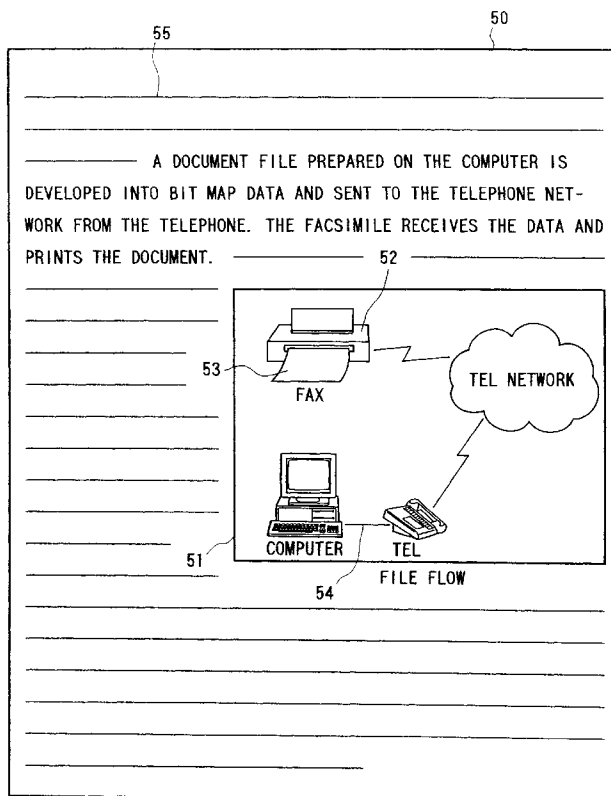 50
55
A DOCUMENT FILE PREPARED ON THE COMPUTER IS
DEVELOPED INTO BIT MAP DATA AND SENT TO THE TELEPHONE NET-
WORK FROM THE TELEPHONE. THE FACSIMILE RECEIVES THE DATA AND
PRINTS THE DOCUMENT.
52
53
FAX
TEL NETWORK
COMPUTER
TEL
51
54
FILE FLOW